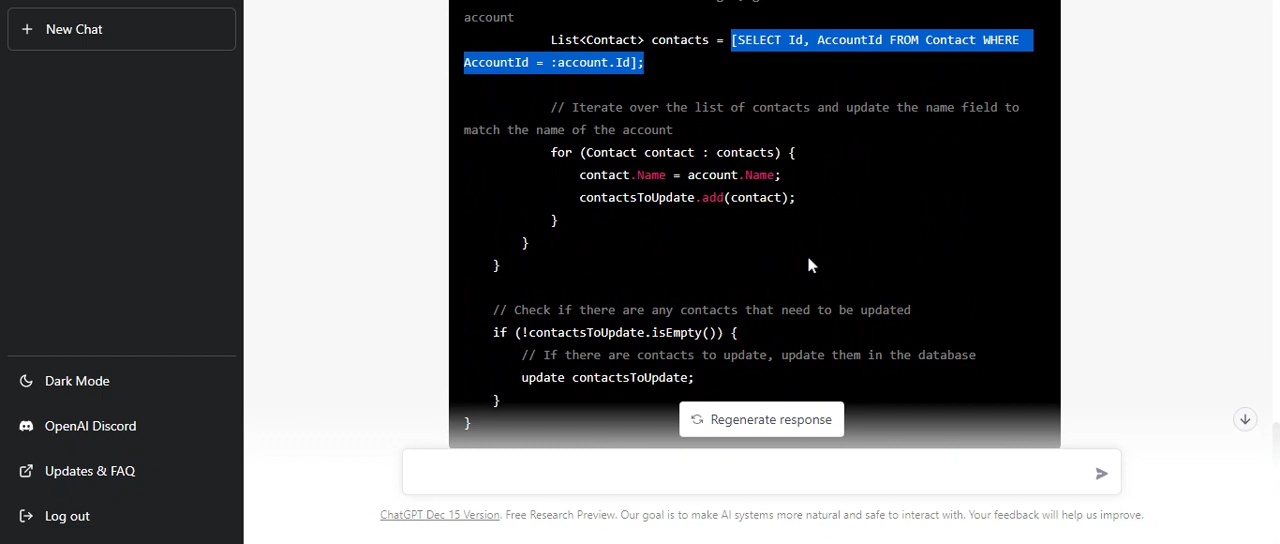 New Chat
Dark Mode
OpenAI Discord
Updates & FAQ
Log out
account
List<Contact> contacts = [SELECT Id, AccountId FROM Contact WHERE
AccountId = :account.Id];
// Iterate over the list of contacts and update the name field to
match the name of the account
for (Contact contact : contacts) {
contact.Name = account.Name;
contactsToUpdate.add(contact);
}
}
}
// Check if there are any contacts that need to be updated
if (!contactsToUpdate.isEmpty()) {
// If there are contacts to update, update them in the database
update contactsToUpdate;
}
}
Regenerate response
ChatGPT Dec 15 Version. Free Research Preview. Our goal is to make AI systems more natural and safe to interact with. Your feedback will help us improve.